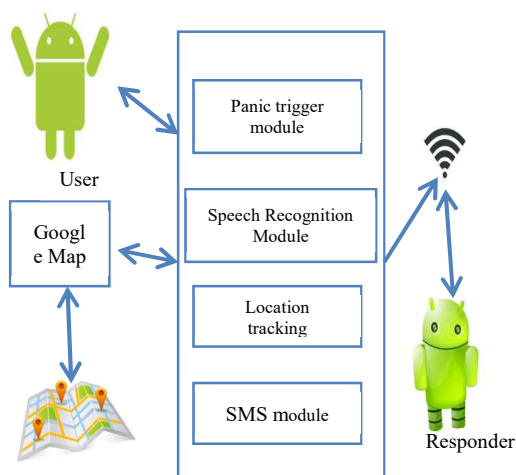 Panic trigger
module
User
Speech Recognition
Module
Googl
e Map
Location
tracking
SMS module
Responder